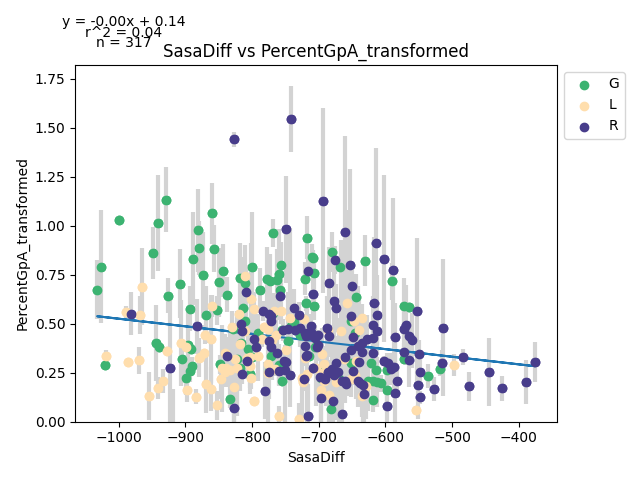 y = -0.00x + 0.14
r^2 = 0.04
n = 317
SasaDiff vs PercentGpA_transformed
G
L
R
PercentGpA_transformed
1.75
1.50
1.25
1.00
0.75
0.50
0.25
0.00
−1000 −900 −800 −700 −600 −500 −400
SasaDiff